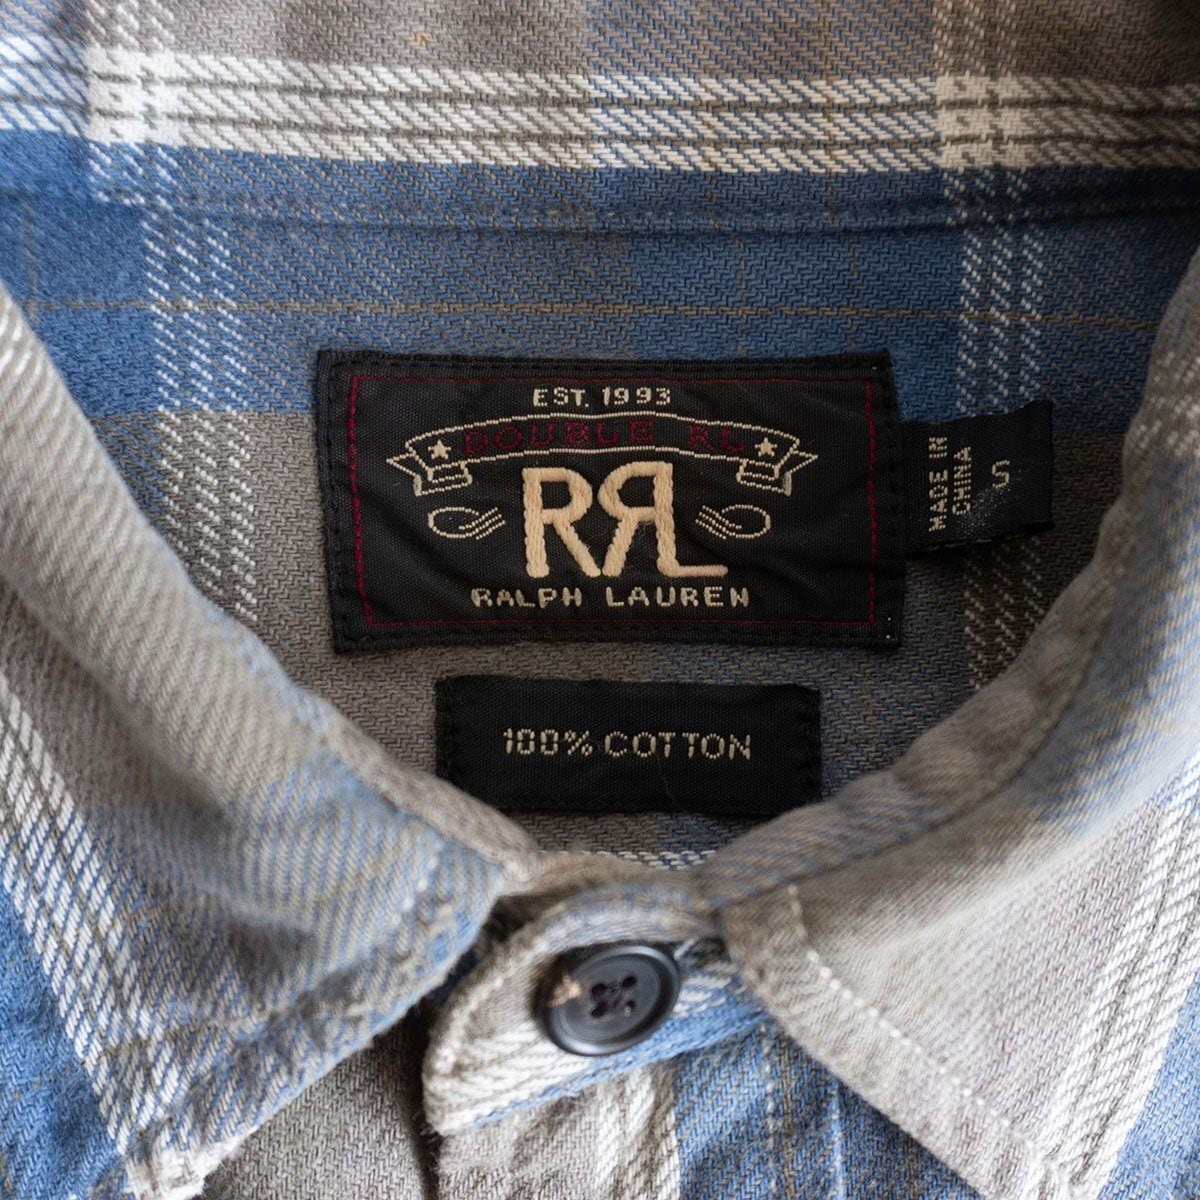 EST. 1993
DOUBLE RL
RRL
RALPH LAUREN
MADE IN
CHINA
S
100% COTTON